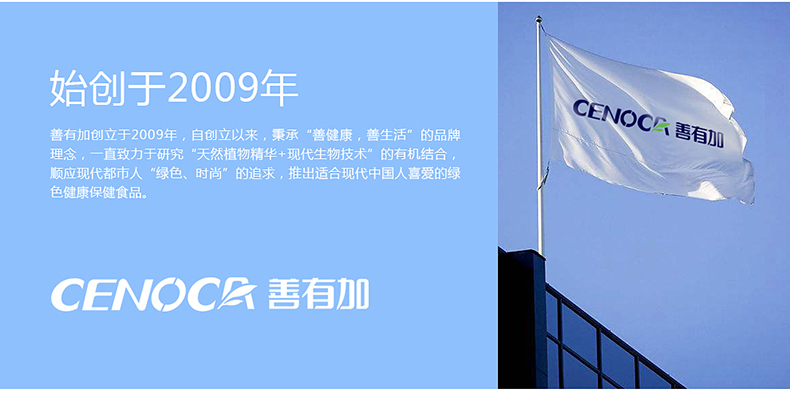 始创于2009年
善有加创立于2009年，自创立以来，秉承“善健康，善生活”的品牌
理念，一直致力于研究“天然植物精华+现代生物技术”的有机结合，
顺应现代都市人“绿色、时尚”的追求，推出适合现代中国人喜爱的绿
色健康保健食品。
CENOCA 善有加
CENOCA 善有加